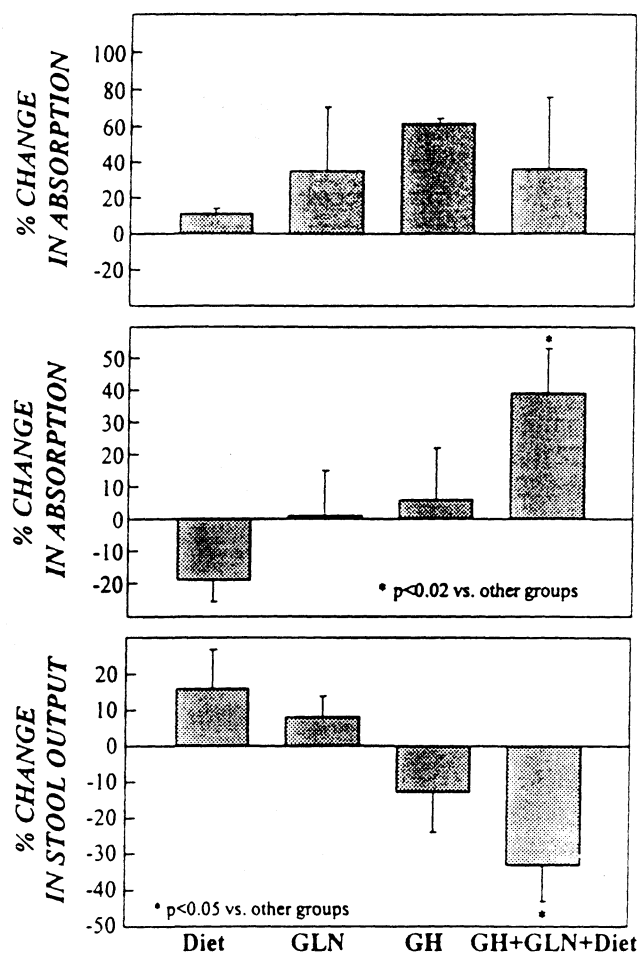 % CHANGE
IN ABSORPTION
100
80
60
40
20
0
-20
% CHANGE
IN ABSORPTION
50
40
30
20
10
0
-10
-20
*
* p<0.02 vs. other groups
% CHANGE
IN STOOL OUTPUT
20
10
0
-10
-20
-30
-40
-50
* p<0.05 vs. other groups
*
Diet GLN GH GH+GLN+Diet